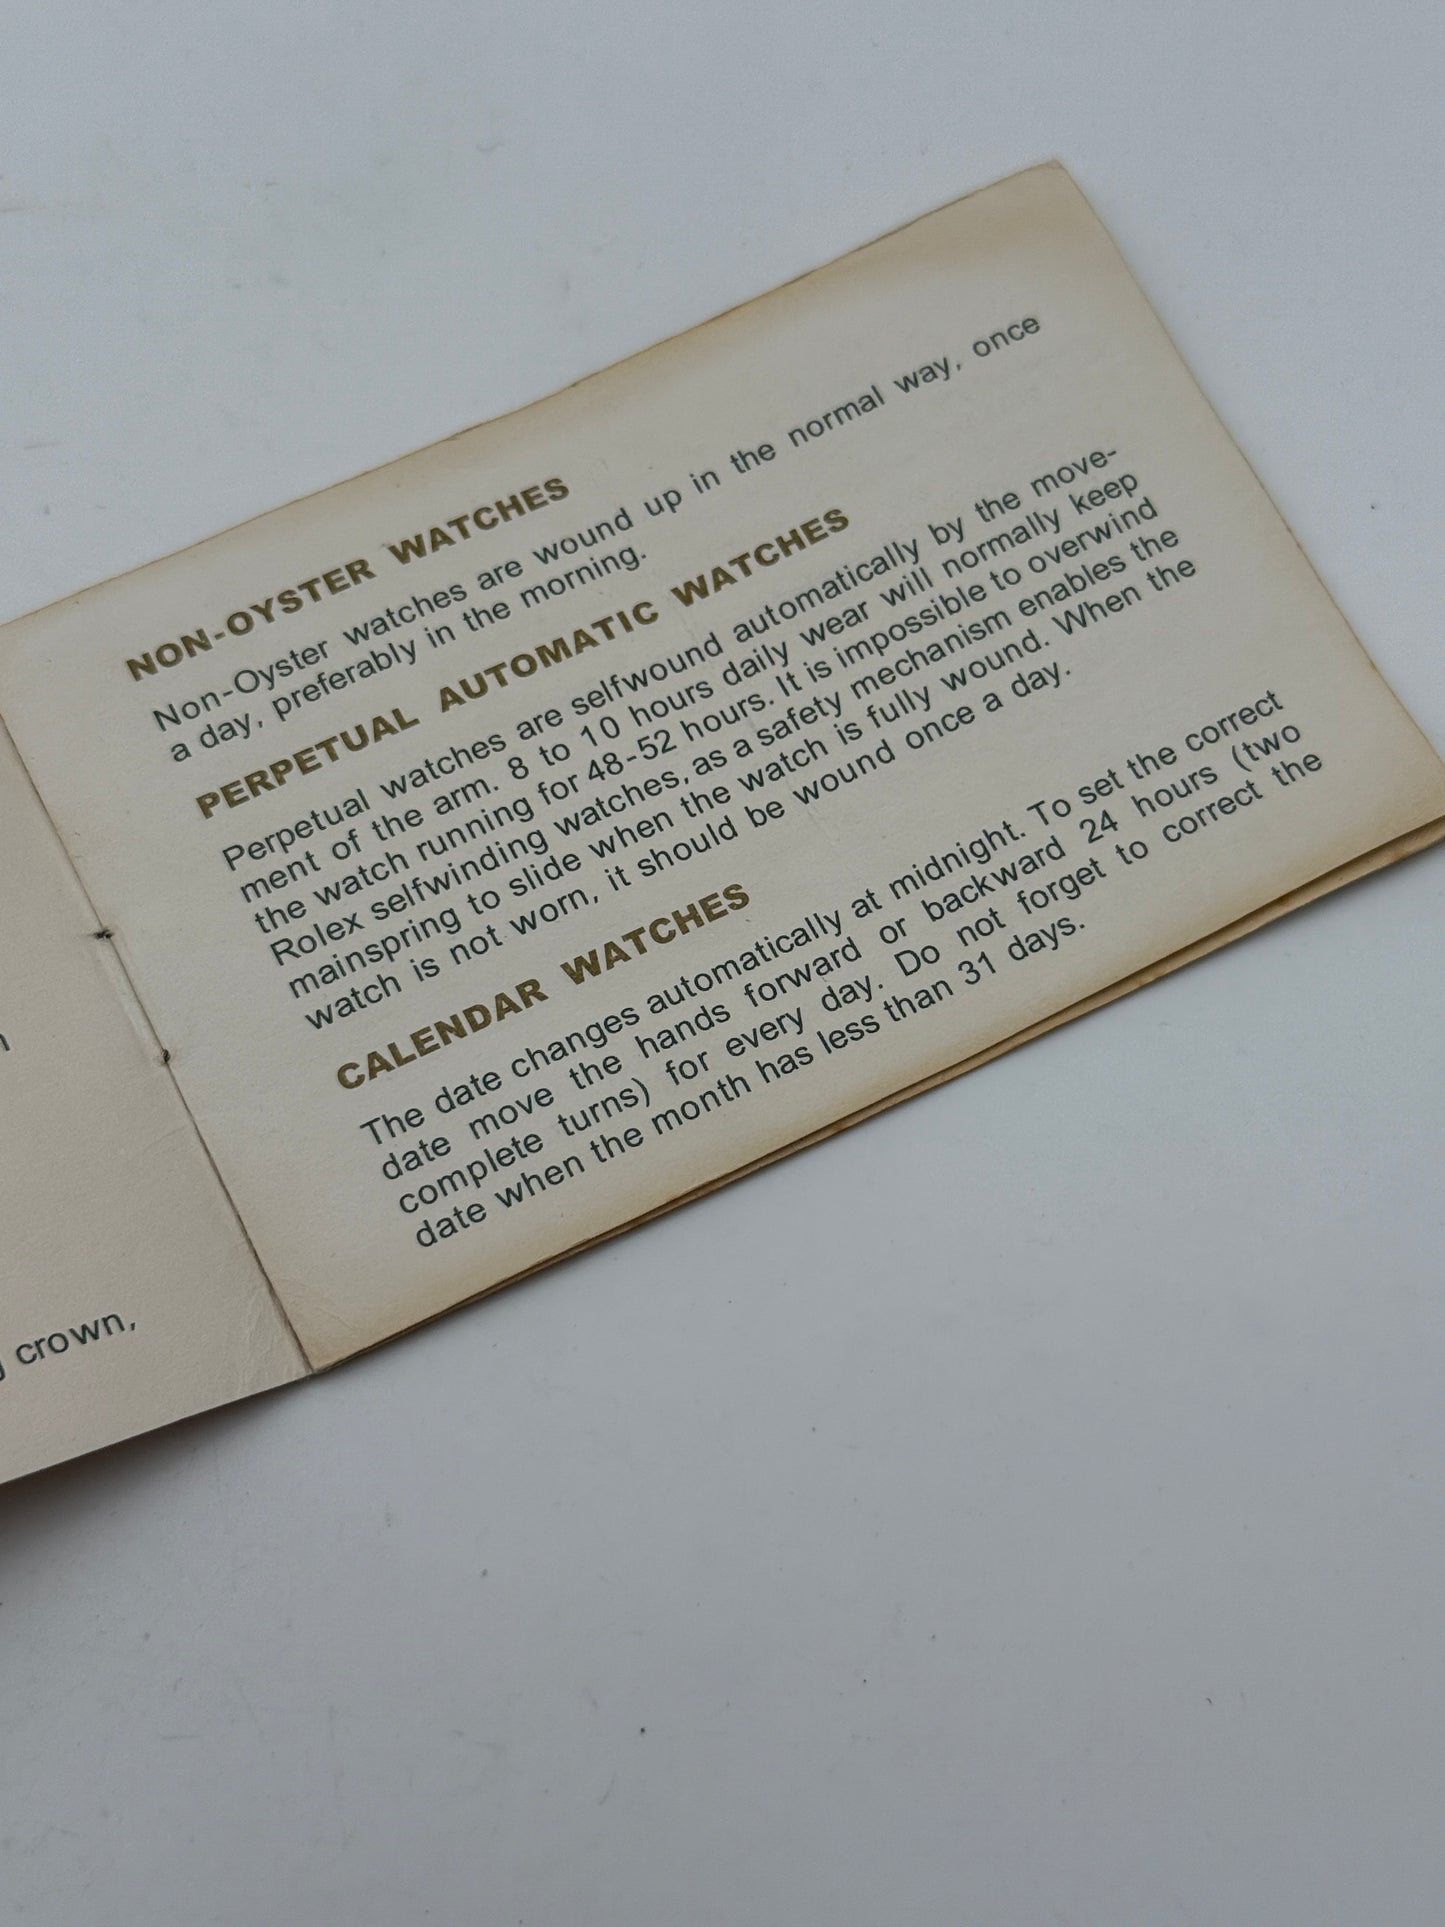 crown,
NON-OYSTER WATCHES
Non-Oyster watches are wound up in the normal way, once
a day, preferably in the morning.
PERPETUAL AUTOMATIC WATCHES
Perpetual watches are selfwound automatically by the move-
ment of the arm. 8 to 10 hours daily wear will normally keep
the watch running for 48-52 hours. It is impossible to overwind
Rolex selfwinding watches, as a safety mechanism enables the
mainspring to slide when the watch is fully wound. When the
watch is not worn, it should be wound once a day.
CALENDAR WATCHES
The date changes automatically at midnight. To set the correct
date move the hands forward or backward 24 hours (two
complete turns) for every day. Do not forget to correct the
date when the month has less than 31 days.